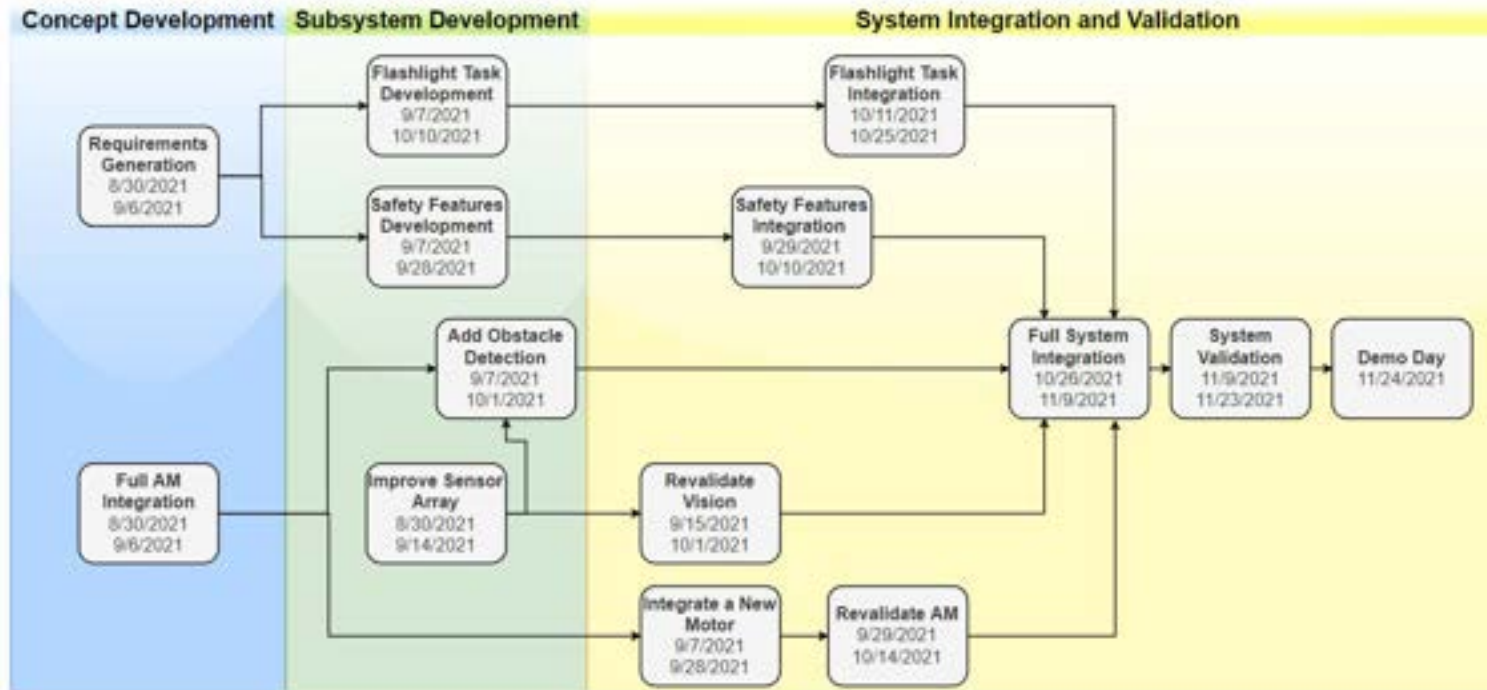 Concept Development
Subsystem Development
System Integration and Validation
Flashlight Task
Development
9/7/2021
10/10/2021
Flashlight Task
Integration
10/11/2021
10/25/2021
Requirements
Generation
8/30/2021
9/6/2021
Safety Features
Development
9/7/2021
9/28/2021
Safety Features
Integration
9/29/2021
10/10/2021
Add Obstacle
Detection
9/7/2021
10/1/2021
Full System
Integration
10/26/2021
11/9/2021
System
Validation
11/9/2021
11/23/2021
Demo Day
11/24/2021
Full AM
Integration
8/30/2021
9/6/2021
Improve Sensor
Array
8/30/2021
9/14/2021
Revalidate
Vision
9/15/2021
10/1/2021
Integrate a New
Motor
9/7/2021
9/28/2021
Revalidate AM
9/29/2021
10/14/2021